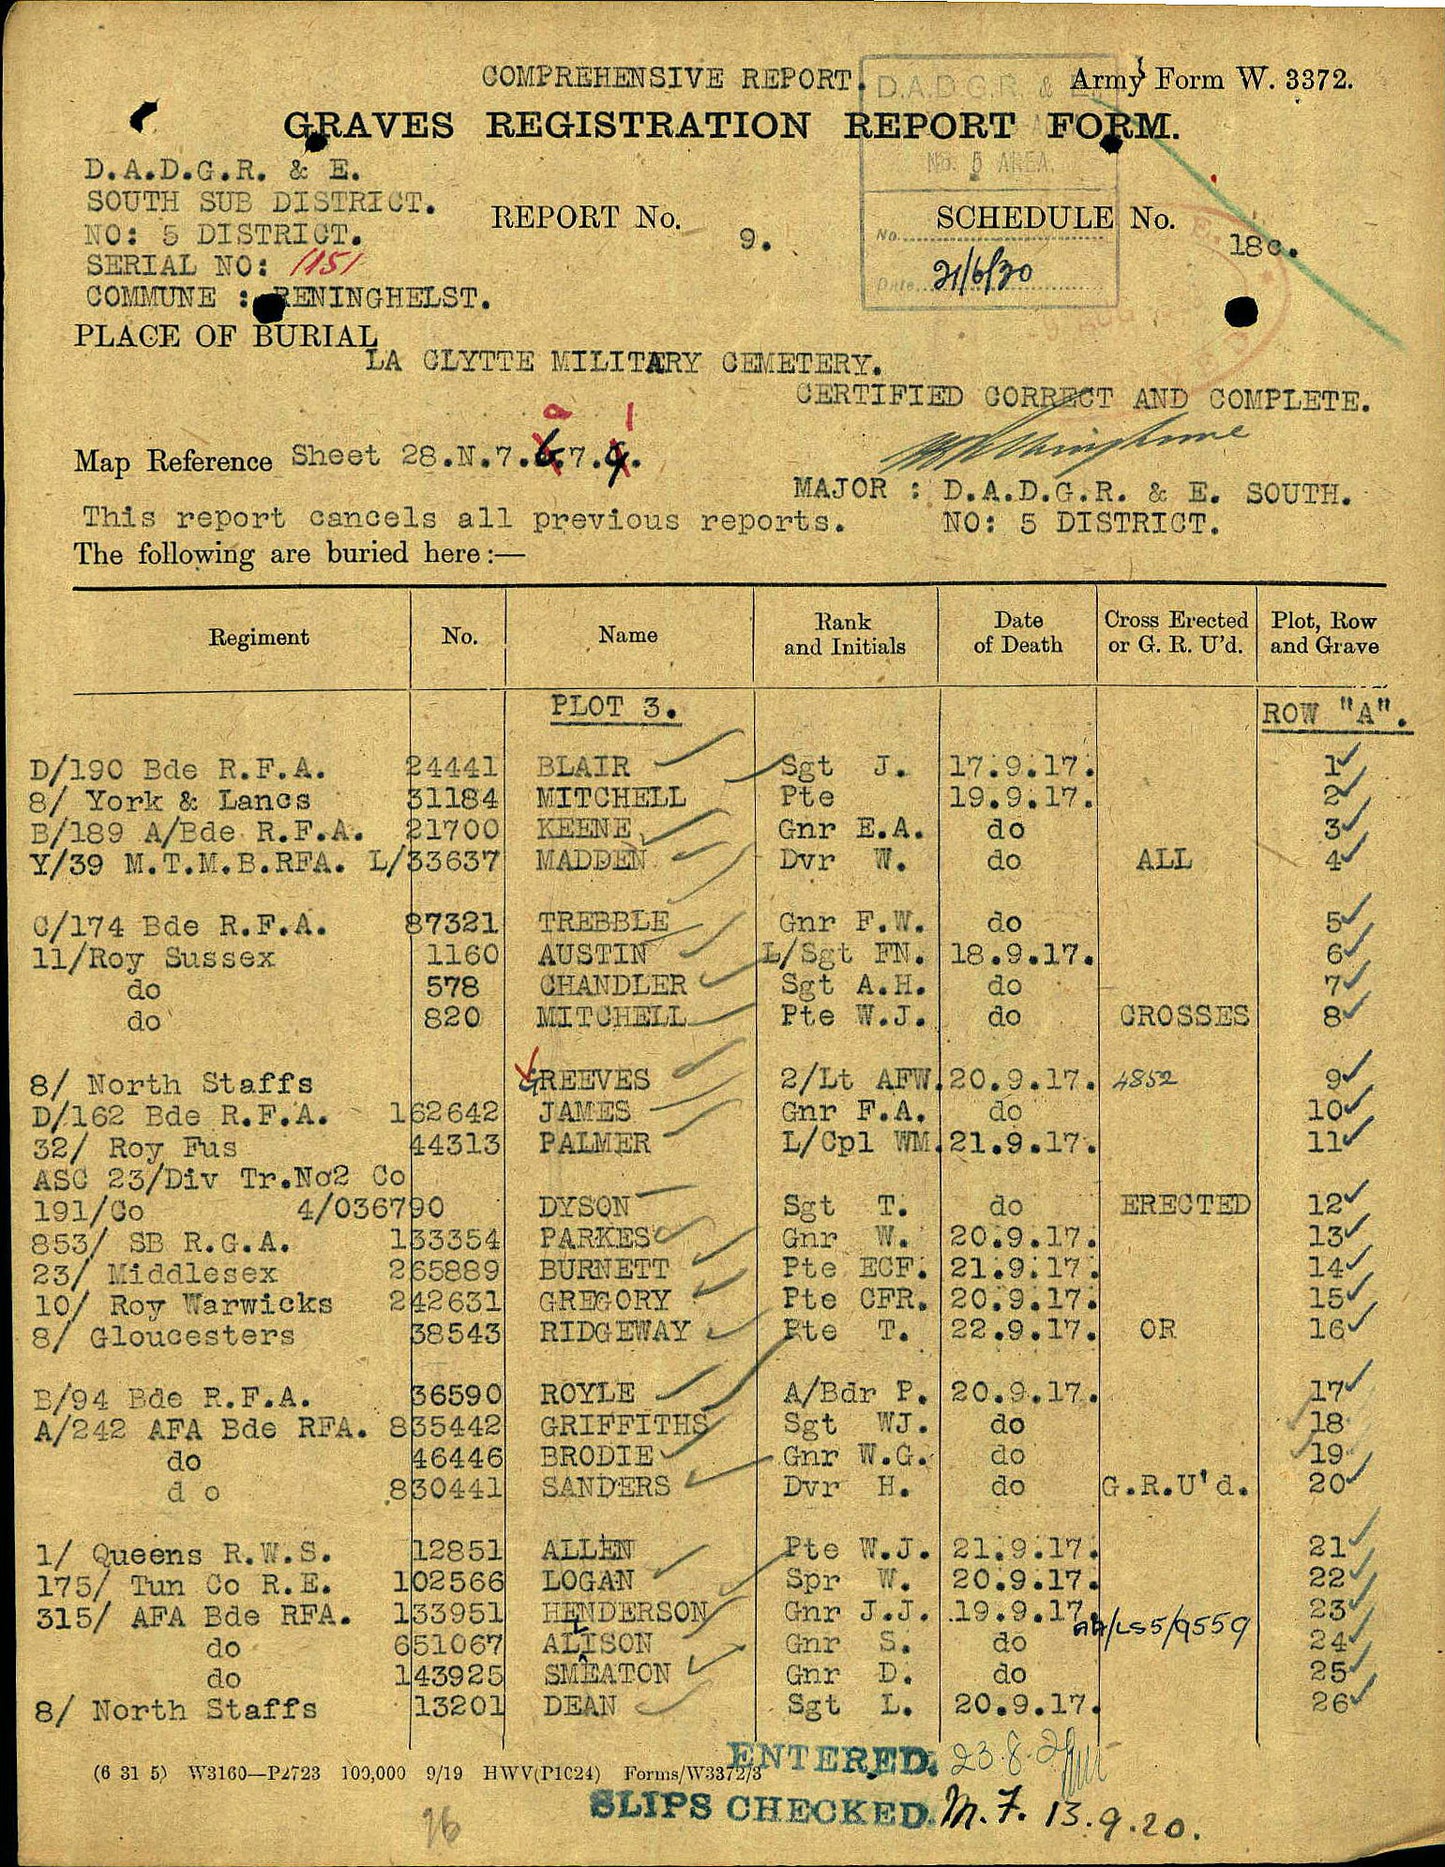 COMPREHENSIVE REPORT. Army Form W. 3372.
GRAVES REGISTRATION REPORT FORM.
D.A.D.G.R. & E.
No. 5 AREA.
No.
Date 21/6/20
D.A.D.G.R. & E.
SOUTH SUB DISTRICT.
NO: 5 DISTRICT.
SERIAL NO: 1151
COMMUNE : RENINGHELST.
REPORT No. 9.
SCHEDULE No. 18c.
PLACE OF BURIAL
LA CLYTTE MILITARY CEMETERY.
CERTIFIED CORRECT AND COMPLETE.
a 1
Map Reference Sheet 28.N.7.6.7.9.
MAJOR : D.A.D.G.R. & E. SOUTH.
This report cancels all previous reports. NO: 5 DISTRICT.
The following are buried here:—
Regiment No. Name Rank and Initials Date of Death Cross Erected or G. R. U'd. Plot, Row and Grave
PLOT 3. ROW "A".
D/190 Bde R.F.A. 24441 BLAIR Sgt J. 17.9.17. 1
8/ York & Lancs 31184 MITCHELL Pte 19.9.17. 2
B/189 A/Bde R.F.A. 21700 KEENE Gnr E.A. do 3
Y/39 M.T.M.B.RFA. L/33637 MADDEN Dvr W. do ALL 4
C/174 Bde R.F.A. 87321 TREBBLE Gnr F.W. do 5
11/Roy Sussex 1160 AUSTIN L/Sgt FN. 18.9.17. 6
do 578 CHANDLER Sgt A.H. do 7
do 820 MITCHELL Pte W.J. do CROSSES 8
8/ North Staffs GREEVES 2/Lt AFW. 20.9.17. 4852 9
D/162 Bde R.F.A. 162642 JAMES Gnr F.A. do 10
32/ Roy Fus 44313 PALMER L/Cpl WM. 21.9.17. 11
ASC 23/Div Tr.No2 Co
191/Co 4/036790 DYSON Sgt T. do ERECTED 12
853/ SB R.G.A. 133354 PARKES Gnr W. 20.9.17. 13
23/ Middlesex 265889 BURNETT Pte ECF. 21.9.17. 14
10/ Roy Warwicks 242631 GREGORY Pte CFR. 20.9.17. 15
8/ Gloucesters 38543 RIDGEWAY Pte T. 22.9.17. OR 16
B/94 Bde R.F.A. 36590 ROYLE A/Bdr P. 20.9.17. 17
A/242 AFA Bde RFA. 835442 GRIFFITHS Sgt WJ. do 18
do 46446 BRODIE Gnr W.G. do 19
do 830441 SANDERS Dvr H. do G.R.U'd. 20
1/ Queens R.W.S. 12851 ALLEN Pte W.J. 21.9.17. 21
175/ Tun Co R.E. 102566 LOGAN Spr W. 20.9.17. 22
315/ AFA Bde RFA. 133951 HENDERSON Gnr J.J. 19.9.17. 23
do 651067 ALLISON Gnr S. do AA/LS5/9559 24
do 143925 SMEATON Gnr D. do 25
8/ North Staffs 13201 DEAN Sgt L. 20.9.17. 26
(6 31 5) W3160—P2723 100,000 9/19 HWV(P1624) Forms/W3372/3
ENTERED. 23.8.2
SLIPS CHECKED. M.F. 13.9.20.